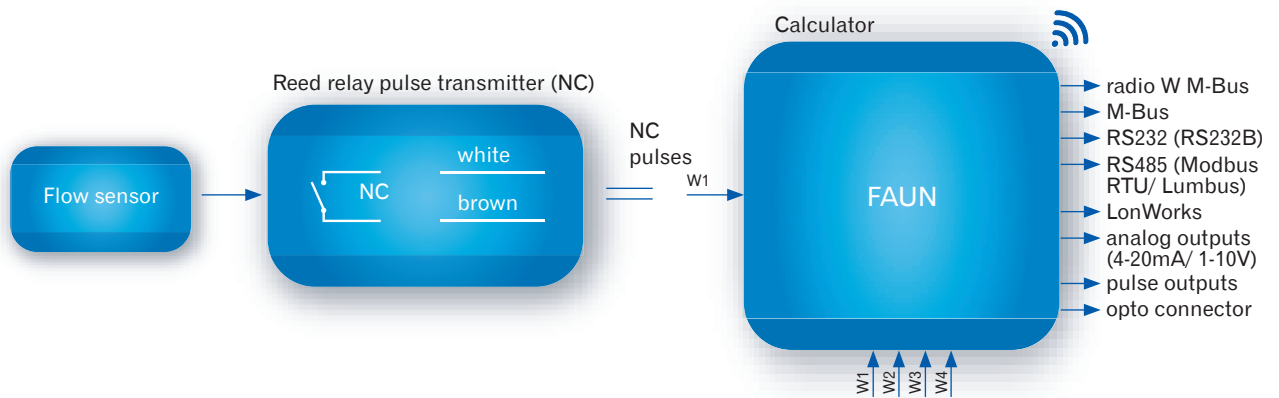 Calculator
Reed relay pulse transmitter (NC)
Flow sensor
white
NC
brown
NC
pulses
W1
FAUN
radio W M-Bus
M-Bus
RS232 (RS232B)
RS485 (Modbus
RTU/ Lumbus)
LonWorks
analog outputs
(4-20mA/ 1-10V)
pulse outputs
opto connector
W1
W2
W3
W4